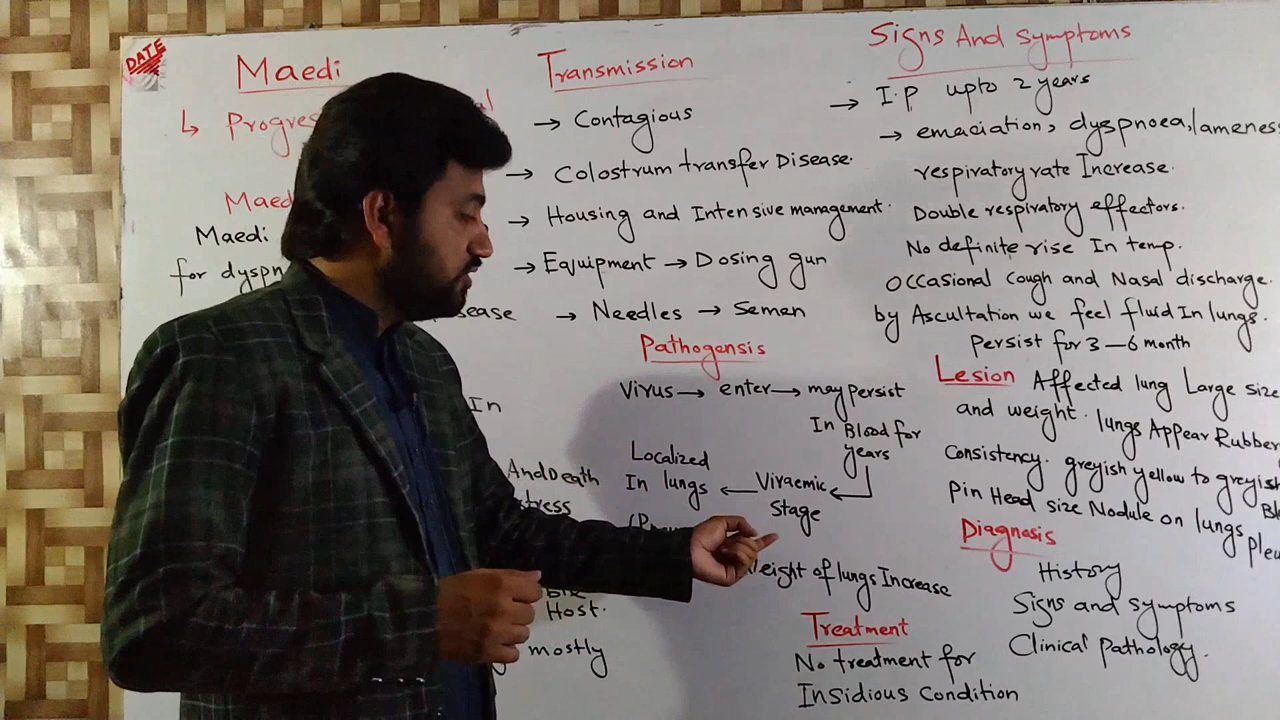 DATE
Maedi
↳ Progres
Maed
Maedi
for dyspn
sease
In
And Death
stress
Host.
mostly
Transmission
→ Contagious
→ Colostrum transfer Disease.
→ Housing and Intensive management.
→ Equipment → Dosing gun
→ Needles → Semen
Pathogensis
Virus → enter → may persist
In Blood for
years
Viraemic
Stage
Localized
In lungs
eight of lungs Increase
Treatment
No treatment for
Insidious Condition
Signs And symptoms
→ I.P upto 2 years
→ emaciation, dyspnoea, lameness
respiratory rate Increase.
Double respiratory effectors.
No definite rise In temp.
Occasional Cough and Nasal discharge.
by Ascultation we feel fluid In lungs.
Persist for 3–6 month
Lesion Affected lung Large size
and weight. lungs Appear Rubber
Consistency. greyish yellow to greyish
Pin Head size Nodule on lungs
Diagnosis
History
Signs and symptoms
Clinical Pathology.